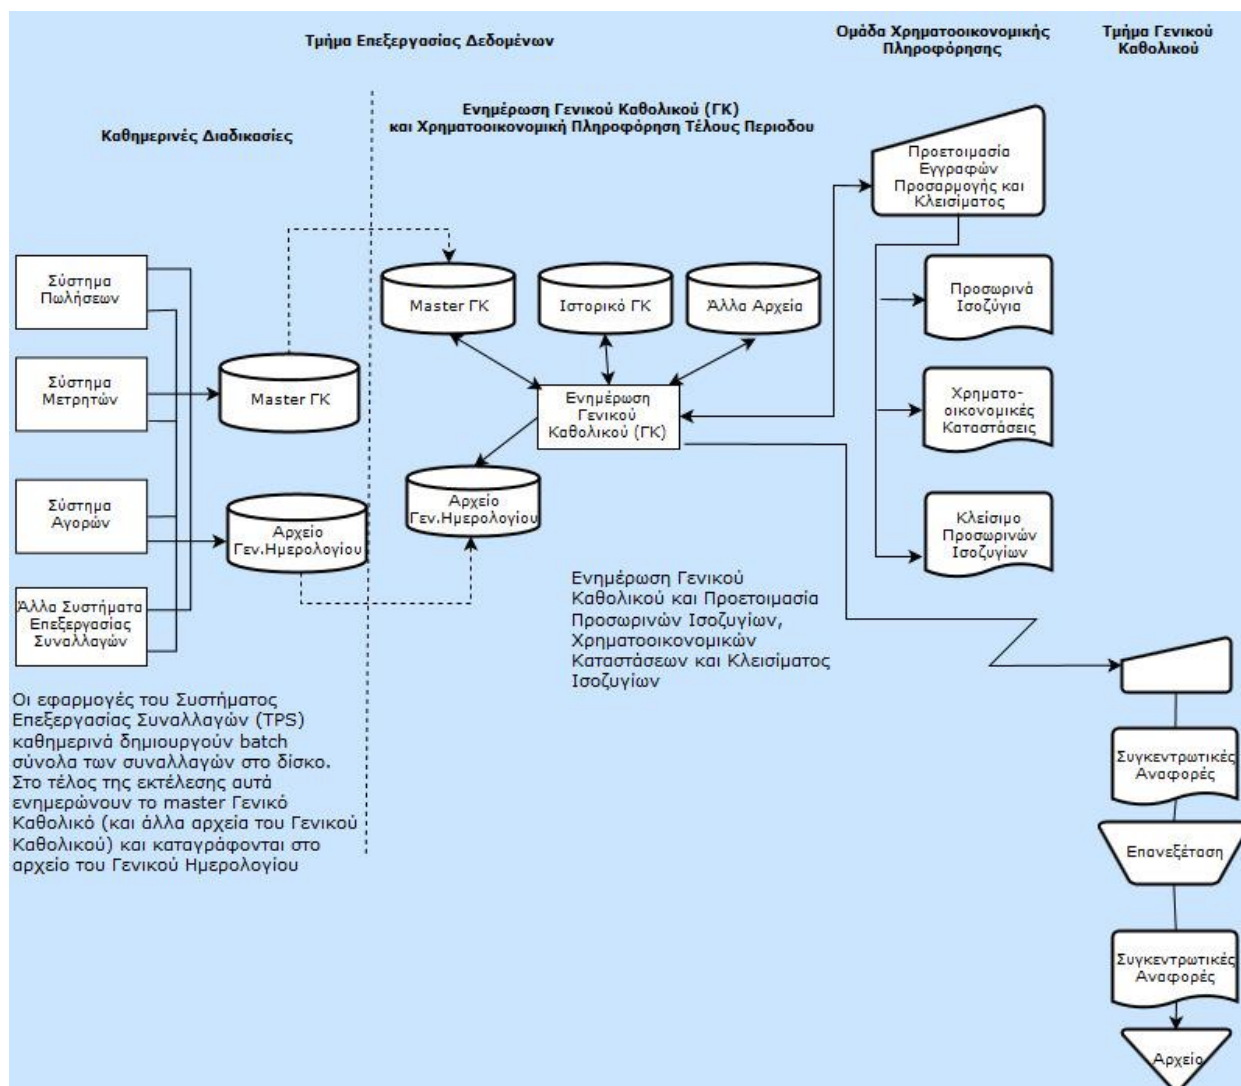 Τμήμα Επεξεργασίας Δεδομένων
Ομάδα Χρηματοοικονομικής
Πληροφόρησης
Τμήμα Γενικού
Καθολικού
Καθημερινές Διαδικασίες
Ενημέρωση Γενικού Καθολικού (ΓΚ)
και Χρηματοοικονομική Πληροφόρηση Τέλους Περιοδου
Προετοιμασία
Εγγραφών
Προσαρμογής και
Κλεισίματος
Σύστημα
Πωλήσεων
Σύστημα
Μετρητών
Σύστημα
Αγορών
Άλλα Συστήματα
Επεξεργασίας
Συναλλαγών
Master ΓΚ
Αρχείο
Γεν.Ημερολογίου
Master ΓΚ
Ιστορικό ΓΚ
Άλλα Αρχεία
Ενημέρωση
Γενικού
Καθολικού (ΓΚ)
Αρχείο
Γεν.Ημερολογίου
Προσωρινά
Ισοζύγια
Χρηματο-
οικονομικές
Καταστάσεις
Κλείσιμο
Προσωρινών
Ισοζυγίων
Ενημέρωση Γενικού
Καθολικού και Προετοιμασία
Προσωρινών Ισοζυγίων,
Χρηματοοικονομικών
Καταστάσεων και Κλεισίματος
Ισοζυγίων
Οι εφαρμογές του Συστήματος
Επεξεργασίας Συναλλαγών (TPS)
καθημερινά δημιουργούν batch
σύνολα των συναλλαγών στο δίσκο.
Στο τέλος της εκτέλεσης αυτά
ενημερώνουν το master Γενικό
Καθολικό (και άλλα αρχεία του Γενικού
Καθολικού) και καταγράφονται στο
αρχείο του Γενικού Ημερολογίου
Συγκεντρωτικές
Αναφορές
Επανεξέταση
Συγκεντρωτικές
Αναφορές
Αρχείο